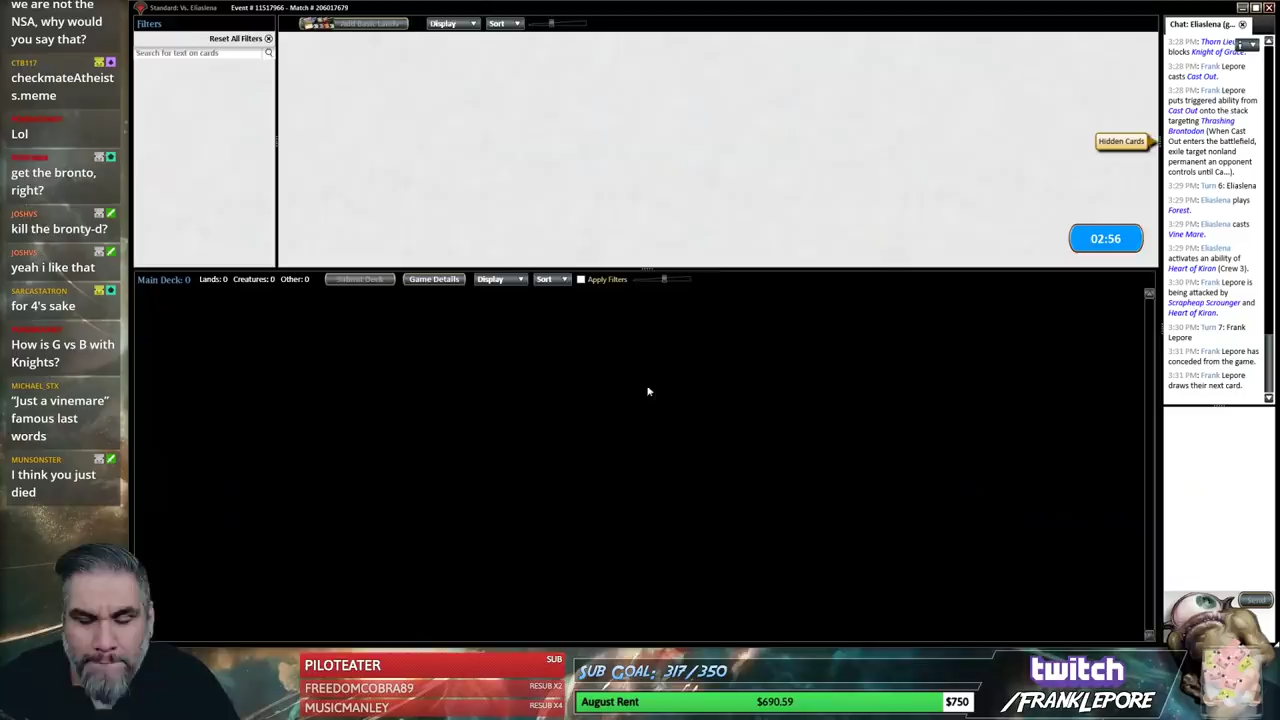 we are not the
NSA, why would
you say that?
CTB117
checkmateAtheist
s.meme
Lol
get the bronto,
right?
JOSHVS
kill the bronty-d?
JOSHVS
yeah i like that
SARCASTATRON
for 4's sake
How is G vs B with
Knights?
MICHAEL_STX
“Just a vinemare”
famous last
words
MUNSONSTER
I think you just
died
Standard: Vs. Eliaslena
Event # 11517966 - Match # 206017679
Filters
Reset All Filters
Search for text on cards
Add Basic Lands
Display
Sort
Hidden Cards
02:56
Main Deck: 0
Lands: 0
Creatures: 0
Other: 0
Submit Deck
Game Details
Display
Sort
Apply Filters
Chat: Eliaslena (g...
3:28 PM: Thorn Lieu
blocks Knight of Grace.
3:28 PM: Frank Lepore
casts Cast Out.
3:28 PM: Frank Lepore
puts triggered ability from
Cast Out onto the stack
targeting Thrashing
Brontodon (When Cast
Out enters the battlefield,
exile target nonland
permanent an opponent
controls until Ca...).
3:29 PM: Turn 6: Eliaslena
3:29 PM: Eliaslena plays
Forest.
3:29 PM: Eliaslena casts
Vine Mare.
3:29 PM: Eliaslena
activates an ability of
Heart of Kiran (Crew 3).
3:30 PM: Frank Lepore is
being attacked by
Scrapheap Scrounger and
Heart of Kiran.
3:30 PM: Turn 7: Frank
Lepore
3:31 PM: Frank Lepore has
conceded from the game.
3:31 PM: Frank Lepore
draws their next card.
Send
PILOTEATER
SUB
FREEDOMCOBRA89
RESUB X2
MUSICMANLEY
RESUB X4
SUB GOAL: 317/350
August Rent
$690.59
$750
twitch
/FRANKLEPORE